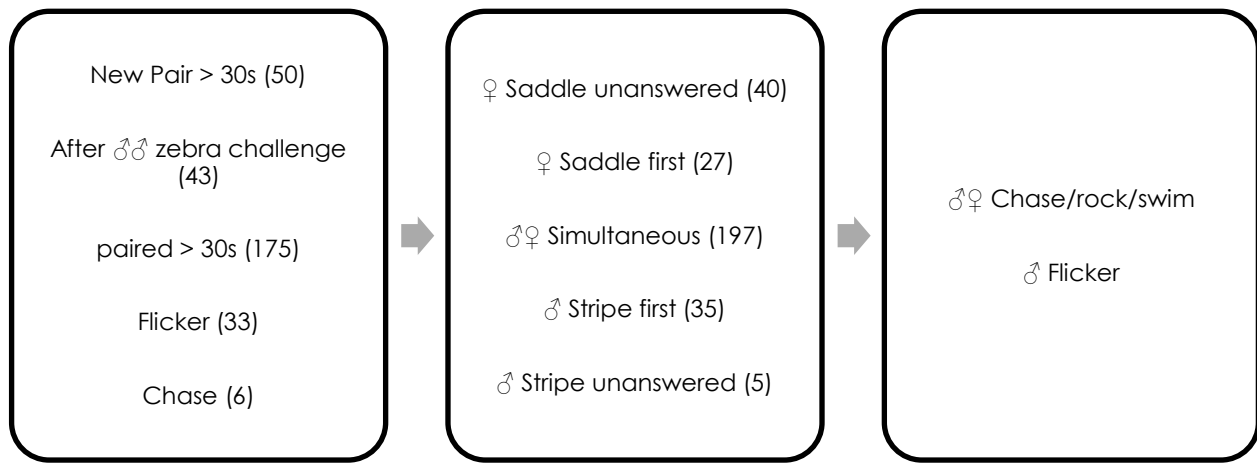 New Pair > 30s (50)
After ♂♂ zebra challenge
(43)
paired > 30s (175)
Flicker (33)
Chase (6)
♀ Saddle unanswered (40)
♀ Saddle first (27)
♂♀ Simultaneous (197)
♂ Stripe first (35)
♂ Stripe unanswered (5)
♂♀ Chase/rock/swim
♂ Flicker